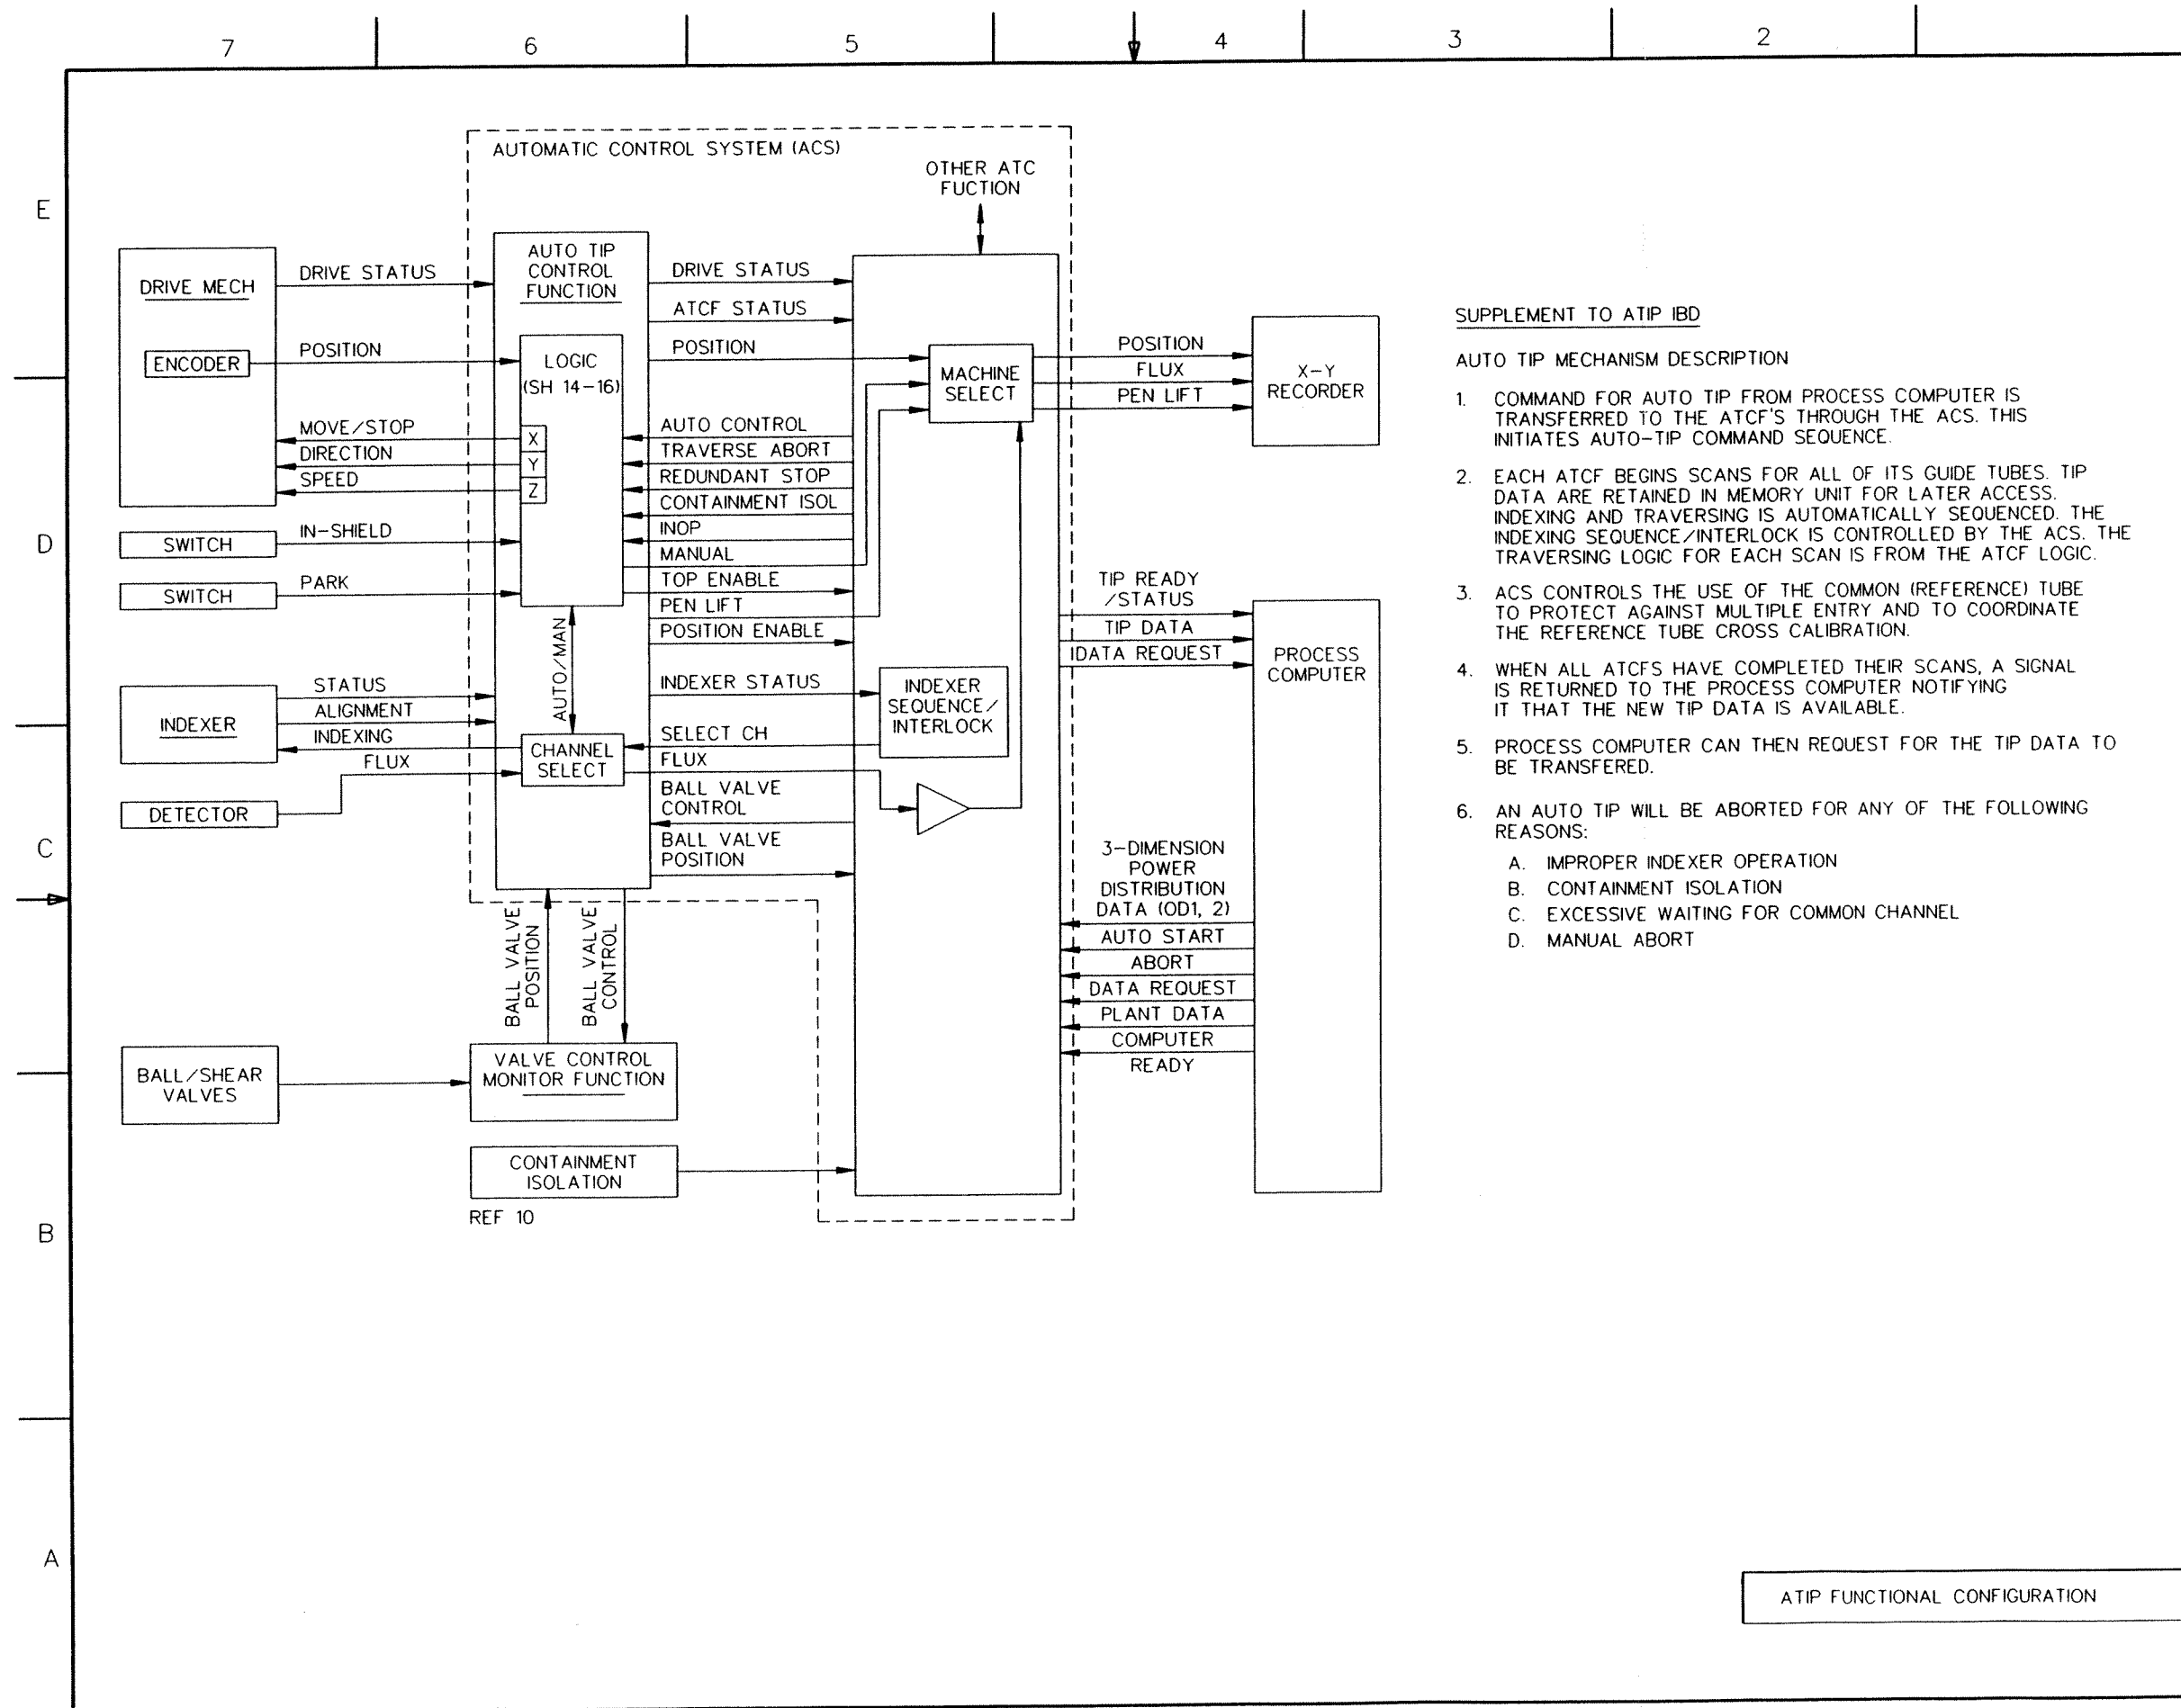 7 6 5 4 3 2
E
D
C
B
A
AUTOMATIC CONTROL SYSTEM (ACS)
OTHER ATC
FUCTION
DRIVE MECH
ENCODER
DRIVE STATUS
POSITION
MOVE/STOP
DIRECTION
SPEED
SWITCH
IN-SHIELD
SWITCH
PARK
INDEXER
STATUS
ALIGNMENT
INDEXING
FLUX
DETECTOR
AUTO TIP
CONTROL
FUNCTION
LOGIC
(SH 14-16)
X
Y
Z
AUTO/MAN
CHANNEL
SELECT
DRIVE STATUS
ATCF STATUS
POSITION
AUTO CONTROL
TRAVERSE ABORT
REDUNDANT STOP
CONTAINMENT ISOL
INOP
MANUAL
TOP ENABLE
PEN LIFT
POSITION ENABLE
INDEXER STATUS
SELECT CH
FLUX
BALL VALVE
CONTROL
BALL VALVE
POSITION
MACHINE
SELECT
INDEXER
SEQUENCE/
INTERLOCK
POSITION
FLUX
PEN LIFT
X-Y
RECORDER
TIP READY
/STATUS
TIP DATA
IDATA REQUEST
PROCESS
COMPUTER
3-DIMENSION
POWER
DISTRIBUTION
DATA (OD1, 2)
AUTO START
ABORT
DATA REQUEST
PLANT DATA
COMPUTER
READY
BALL VALVE
POSITION
BALL VALVE
CONTROL
BALL/SHEAR
VALVES
VALVE CONTROL
MONITOR FUNCTION
CONTAINMENT
ISOLATION
REF 10
SUPPLEMENT TO ATIP IBD
AUTO TIP MECHANISM DESCRIPTION
1. COMMAND FOR AUTO TIP FROM PROCESS COMPUTER IS
TRANSFERRED TO THE ATCF'S THROUGH THE ACS. THIS
INITIATES AUTO-TIP COMMAND SEQUENCE.
2. EACH ATCF BEGINS SCANS FOR ALL OF ITS GUIDE TUBES. TIP
DATA ARE RETAINED IN MEMORY UNIT FOR LATER ACCESS.
INDEXING AND TRAVERSING IS AUTOMATICALLY SEQUENCED. THE
INDEXING SEQUENCE/INTERLOCK IS CONTROLLED BY THE ACS. THE
TRAVERSING LOGIC FOR EACH SCAN IS FROM THE ATCF LOGIC.
3. ACS CONTROLS THE USE OF THE COMMON (REFERENCE) TUBE
TO PROTECT AGAINST MULTIPLE ENTRY AND TO COORDINATE
THE REFERENCE TUBE CROSS CALIBRATION.
4. WHEN ALL ATCFS HAVE COMPLETED THEIR SCANS, A SIGNAL
IS RETURNED TO THE PROCESS COMPUTER NOTIFYING
IT THAT THE NEW TIP DATA IS AVAILABLE.
5. PROCESS COMPUTER CAN THEN REQUEST FOR THE TIP DATA TO
BE TRANSFERED.
6. AN AUTO TIP WILL BE ABORTED FOR ANY OF THE FOLLOWING
REASONS:
A. IMPROPER INDEXER OPERATION
B. CONTAINMENT ISOLATION
C. EXCESSIVE WAITING FOR COMMON CHANNEL
D. MANUAL ABORT
ATIP FUNCTIONAL CONFIGURATION